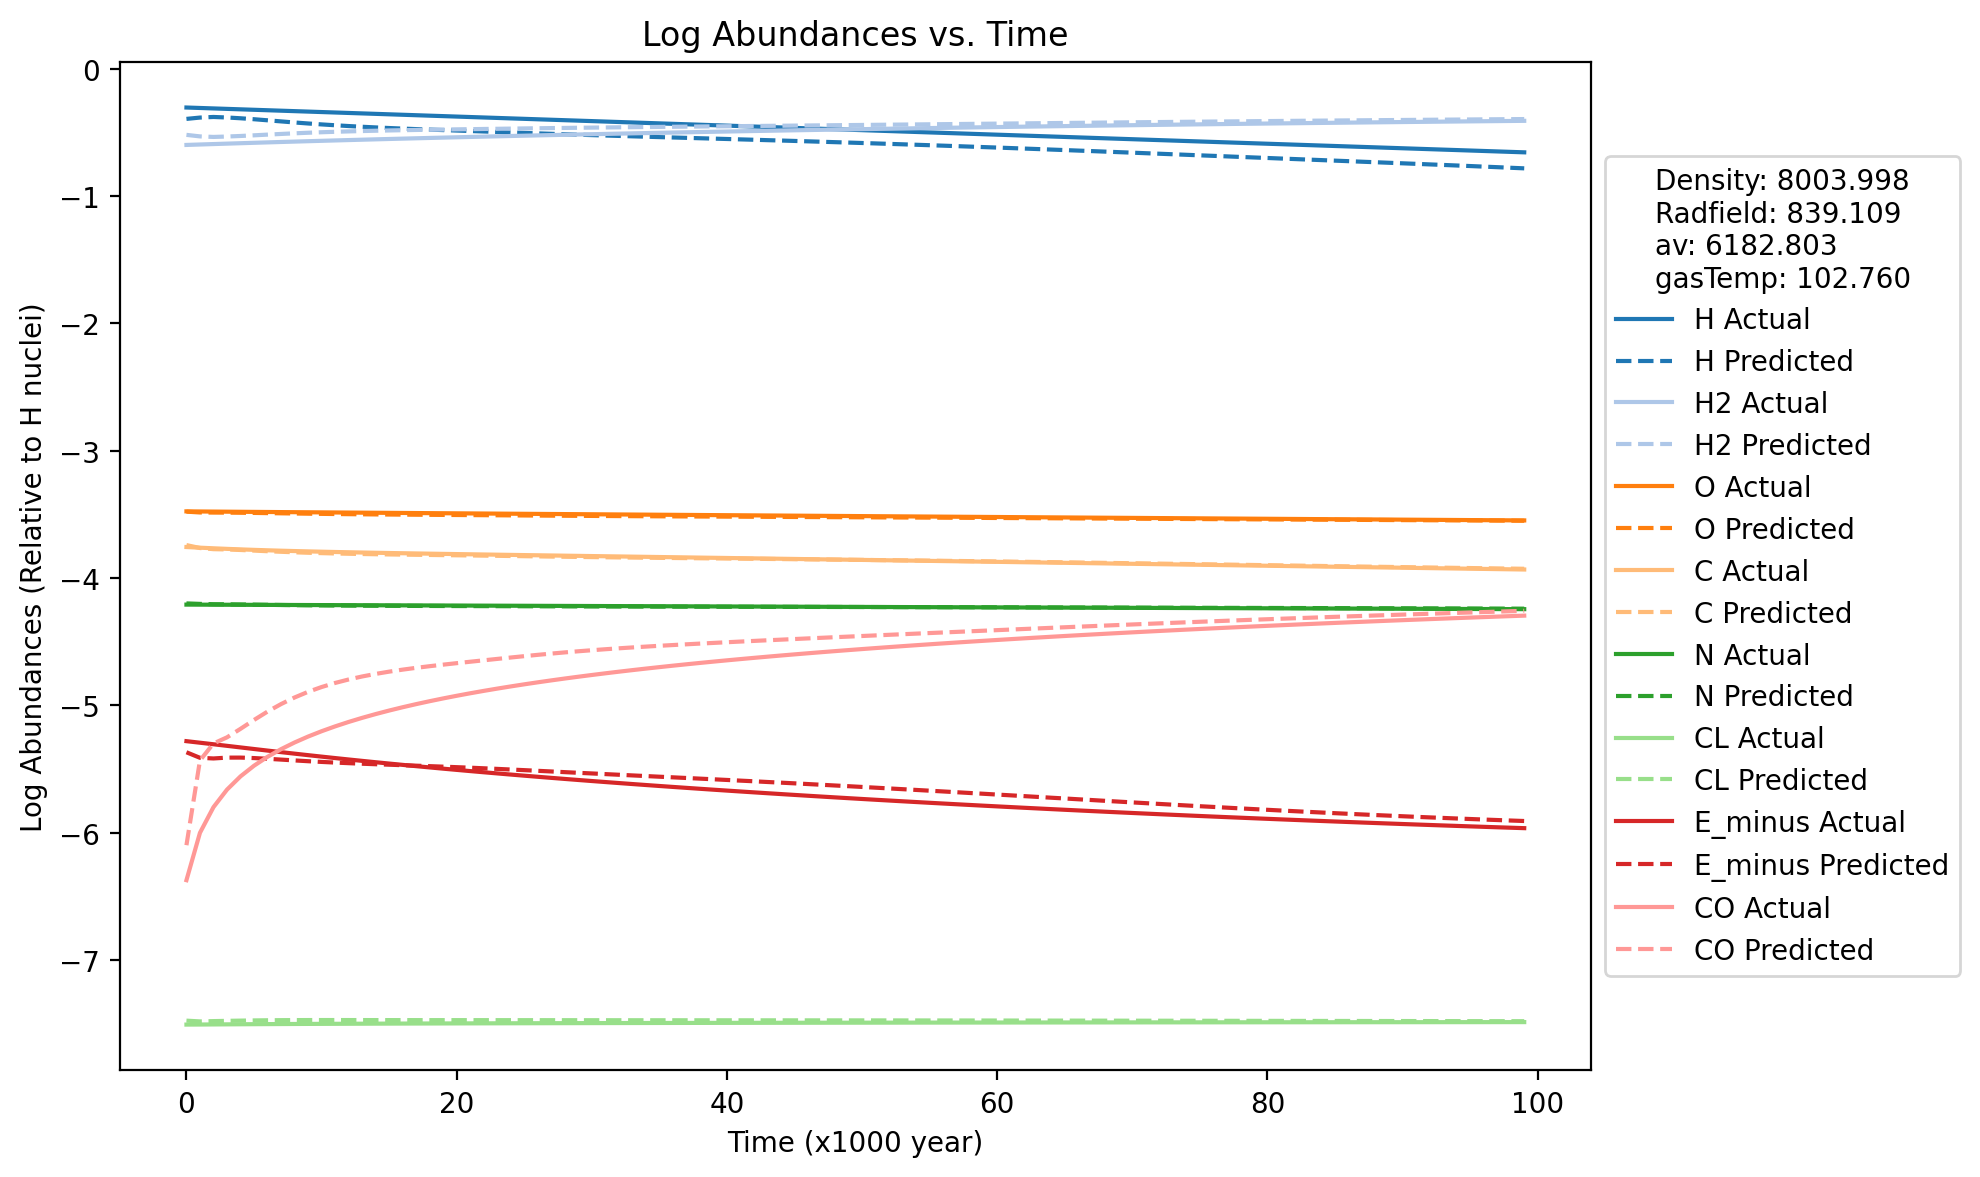 Log Abundances vs. Time
Log Abundances (Relative to H nuclei)
0
−1
−2
−3
−4
−5
−6
−7
0
20
40
60
80
100
Time (x1000 year)
Density: 8003.998
Radfield: 839.109
av: 6182.803
gasTemp: 102.760
H Actual
H Predicted
H2 Actual
H2 Predicted
O Actual
O Predicted
C Actual
C Predicted
N Actual
N Predicted
CL Actual
CL Predicted
E_minus Actual
E_minus Predicted
CO Actual
CO Predicted